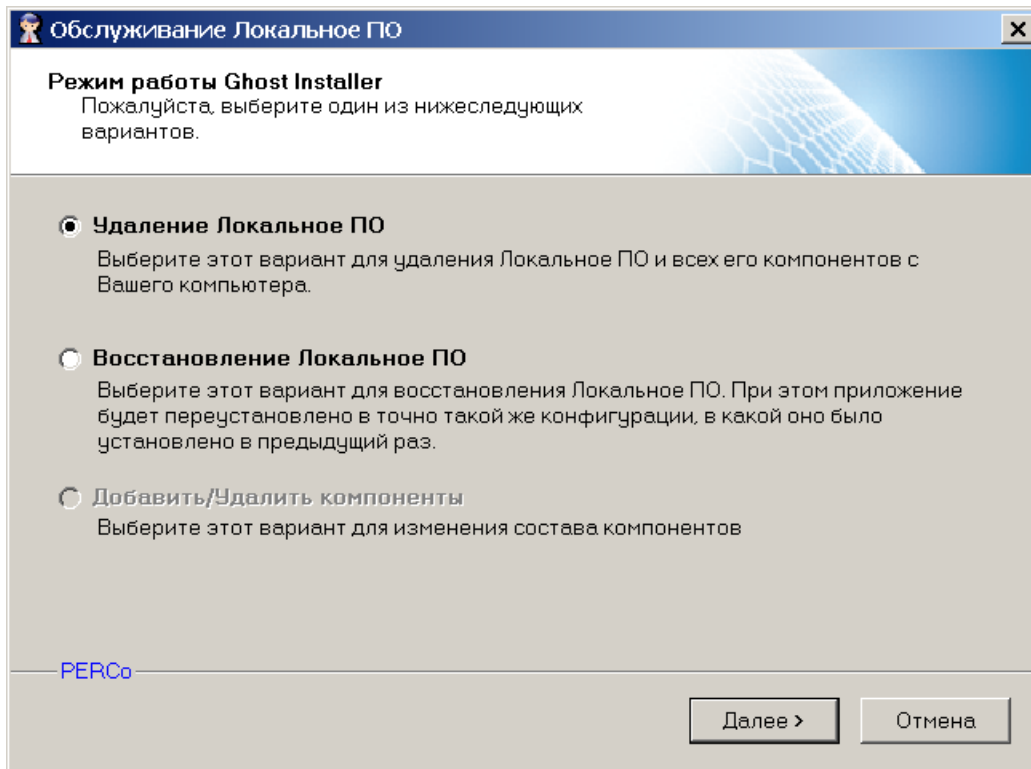 Обслуживание Локальное ПО
Режим работы Ghost Installer
Пожалуйста, выберите один из нижеследующих
вариантов.
Удаление Локальное ПО
Выберите этот вариант для удаления Локальное ПО и всех его компонентов с
Вашего компьютера.
Восстановление Локальное ПО
Выберите этот вариант для восстановления Локальное ПО. При этом приложение
будет переустановлено в точно такой же конфигурации, в какой оно было
установлено в предыдущий раз.
Добавить/Удалить компоненты
Выберите этот вариант для изменения состава компонентов
PERCo
Далее >
Отмена